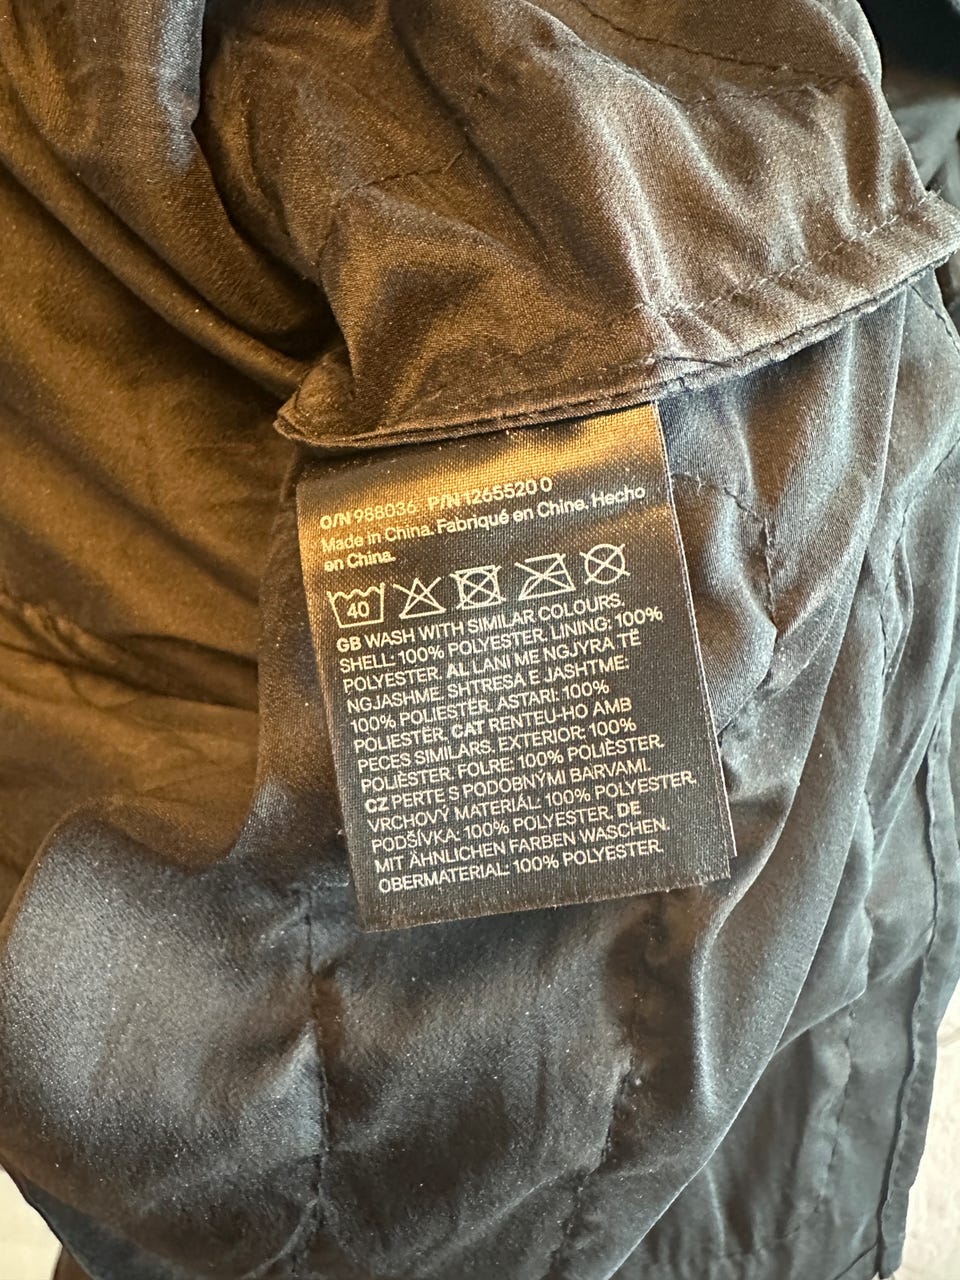 O/N 988036 P/N 1265520 0
Made in China. Fabriqué en Chine. Hecho
en China.
40
GB WASH WITH SIMILAR COLOURS.
SHELL: 100% POLYESTER. LINING: 100%
POLYESTER. AL LANI ME NGJYRA TË
NGJASHME. SHTRESA E JASHTME:
100% POLIESTËR. ASTARI: 100%
POLIESTËR. CAT RENTEU-HO AMB
PECES SIMILARS. EXTERIOR: 100%
POLIÈSTER. FOLRE: 100% POLIÈSTER.
CZ PERTE S PODOBNÝMI BARVAMI.
VRCHOVÝ MATERIÁL: 100% POLYESTER.
PODŠÍVKA: 100% POLYESTER. DE
MIT ÄHNLICHEN FARBEN WASCHEN.
OBERMATERIAL: 100% POLYESTER.